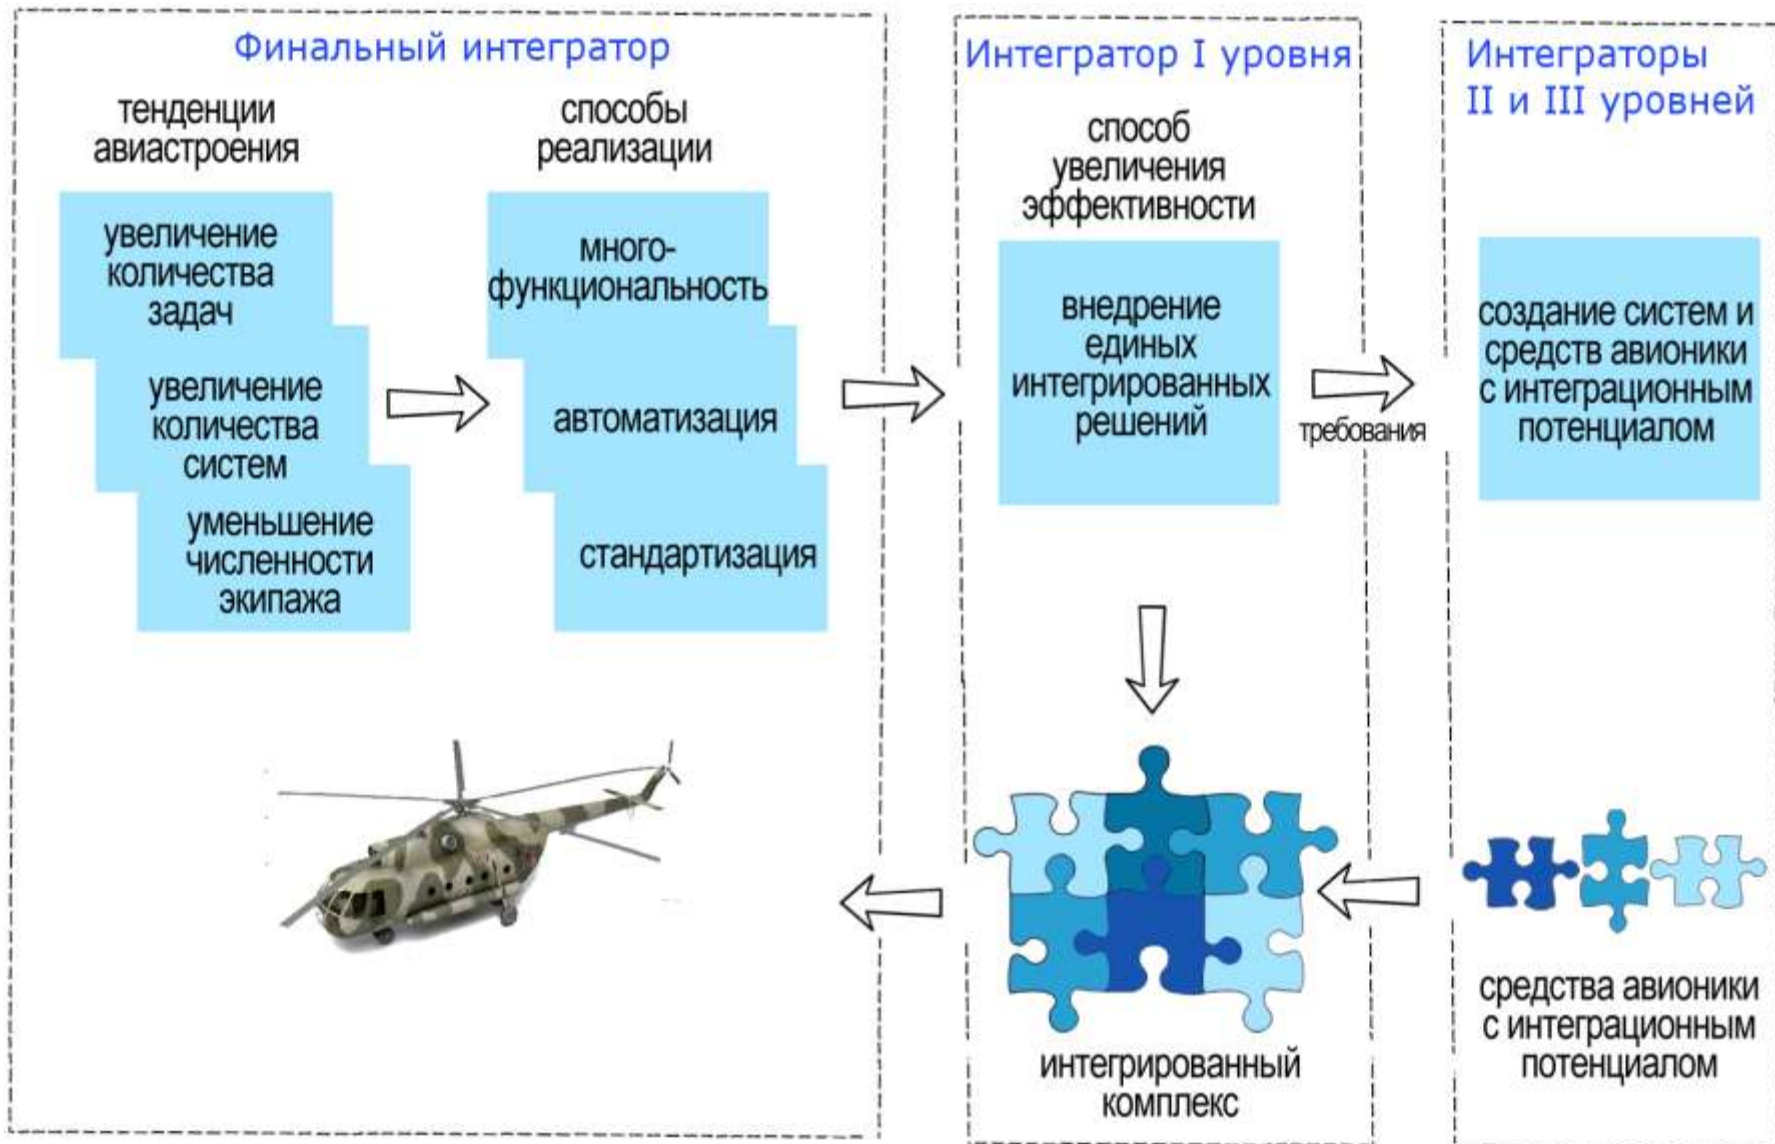 Финальный интегратор
тенденции
авиастроения
способы
реализации
увеличение
количества
задач
увеличение
количества
систем
уменьшение
численности
экипажа
много-
функциональность
автоматизация
стандартизация
Интегратор I уровня
способ
увеличения
эффективности
внедрение
единых
интегрированных
решений
требования
интегрированный
комплекс
Интеграторы
II и III уровней
создание систем и
средств авионики
с интеграционным
потенциалом
средства авионики
с интеграционным
потенциалом